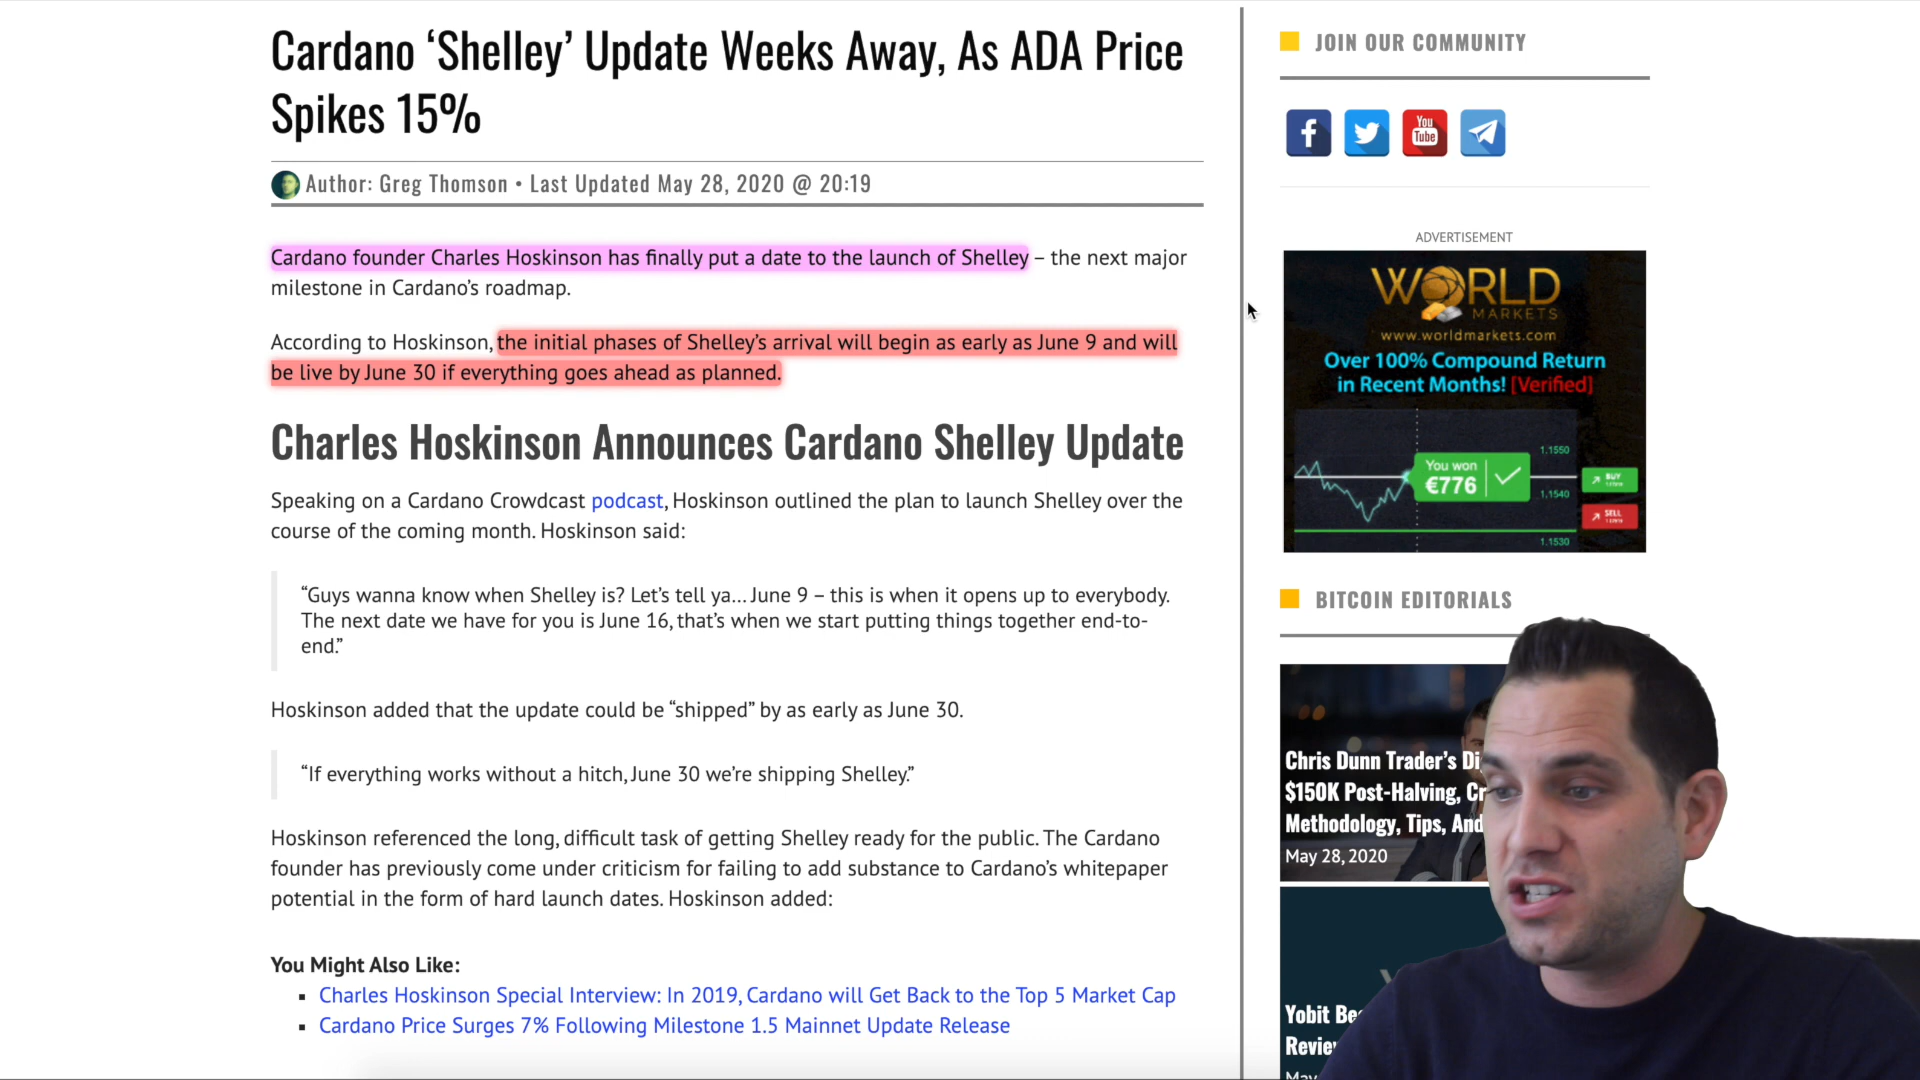 Cardano ‘Shelley’ Update Weeks Away, As ADA Price
Spikes 15%
Author: Greg Thomson • Last Updated May 28, 2020 @ 20:19
Cardano founder Charles Hoskinson has finally put a date to the launch of Shelley – the next major
milestone in Cardano’s roadmap.
According to Hoskinson, the initial phases of Shelley’s arrival will begin as early as June 9 and will
be live by June 30 if everything goes ahead as planned.
Charles Hoskinson Announces Cardano Shelley Update
Speaking on a Cardano Crowdcast podcast, Hoskinson outlined the plan to launch Shelley over the
course of the coming month. Hoskinson said:
“Guys wanna know when Shelley is? Let’s tell ya… June 9 – this is when it opens up to everybody.
The next date we have for you is June 16, that’s when we start putting things together end-to-
end.”
Hoskinson added that the update could be “shipped” by as early as June 30.
“If everything works without a hitch, June 30 we’re shipping Shelley.”
Hoskinson referenced the long, difficult task of getting Shelley ready for the public. The Cardano
founder has previously come under criticism for failing to add substance to Cardano’s whitepaper
potential in the form of hard launch dates. Hoskinson added:
You Might Also Like:
Charles Hoskinson Special Interview: In 2019, Cardano will Get Back to the Top 5 Market Cap
Cardano Price Surges 7% Following Milestone 1.5 Mainnet Update Release
JOIN OUR COMMUNITY
You
Tube
ADVERTISEMENT
WORLD
MARKETS
www.worldmarkets.com
Over 100% Compound Return
in Recent Months! [Verified]
1.1550
You won
€776
BUY
1.1540
SELL
1.1530
BITCOIN EDITORIALS
Chris Dunn Trader’s Di
$150K Post-Halving, Cr
Methodology, Tips, And
May 28, 2020
Yobit Be
Review
May